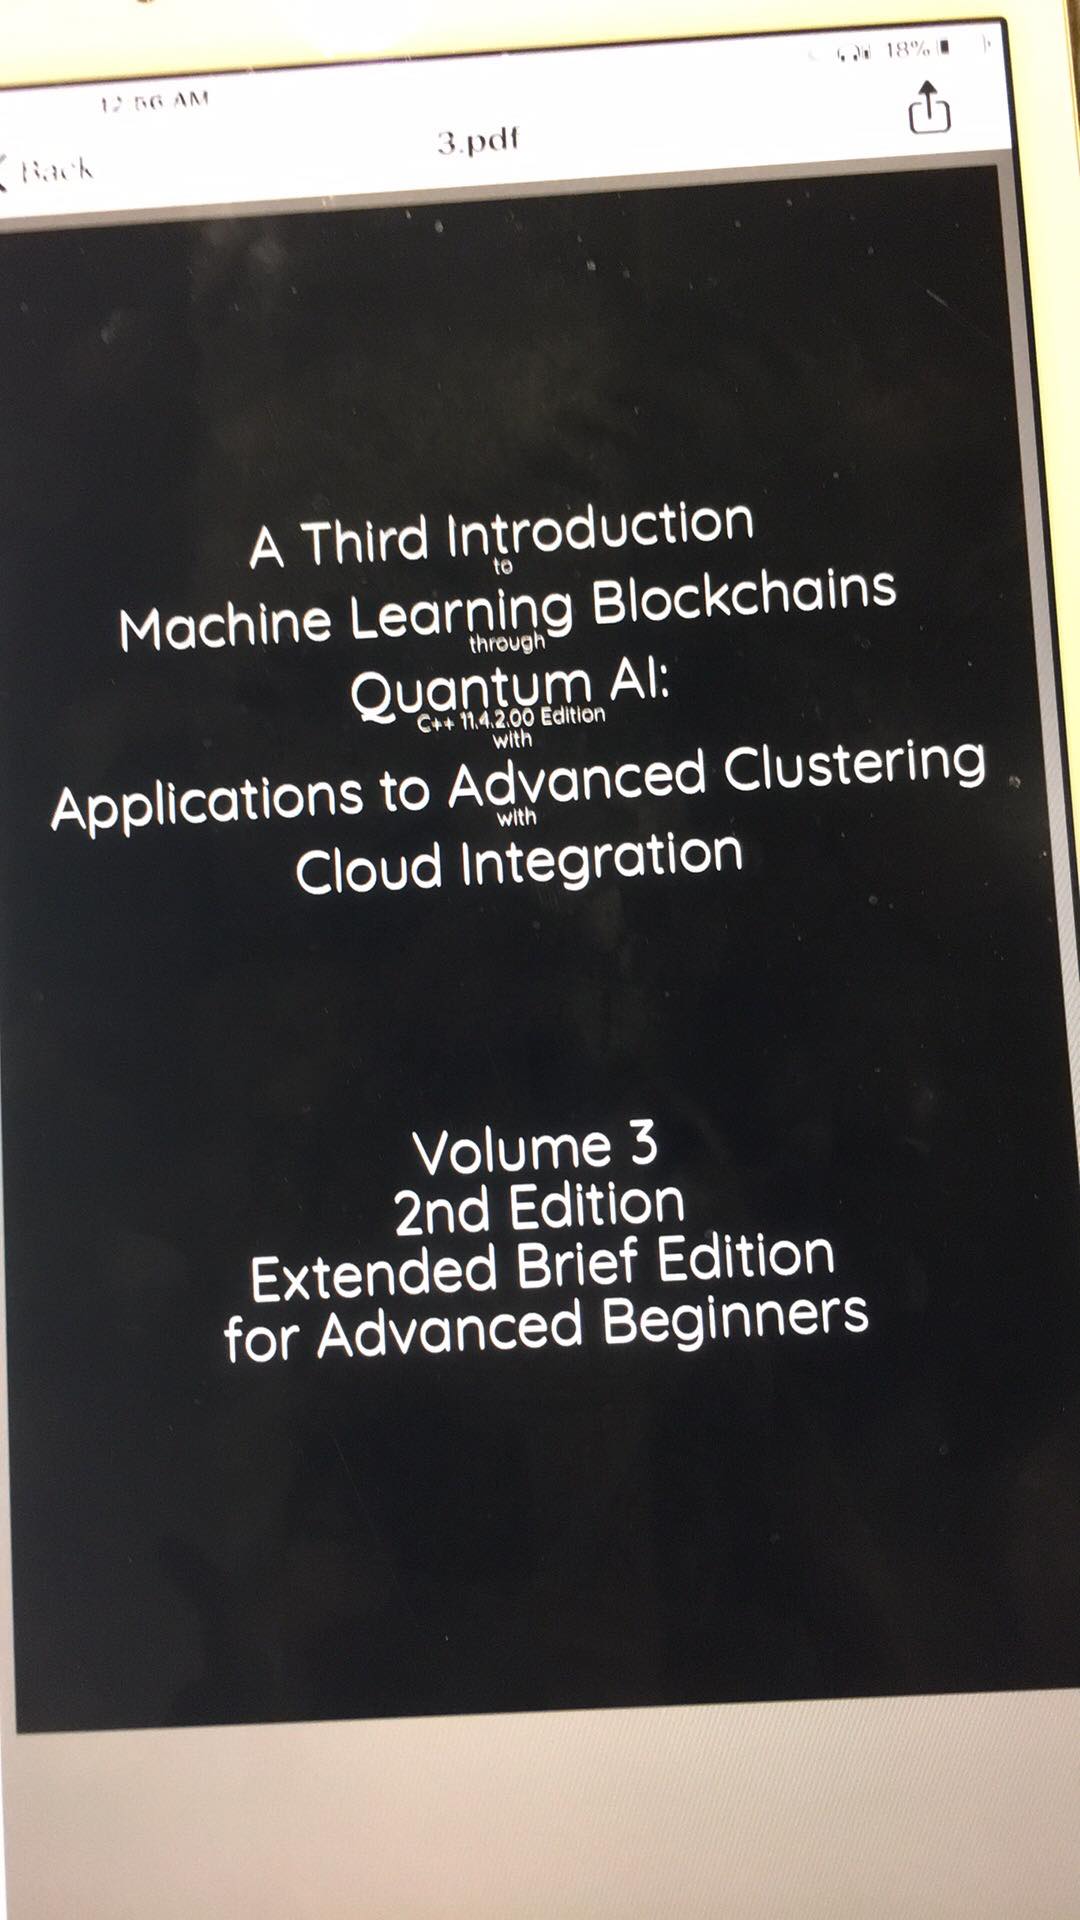 12:56 AM
18%
Back
3.pdf
A Third Introduction
to
Machine Learning Blockchains
through
Quantum AI:
C++ 11.4.2.00 Edition
with
Applications to Advanced Clustering
with
Cloud Integration
Volume 3
2nd Edition
Extended Brief Edition
for Advanced Beginners